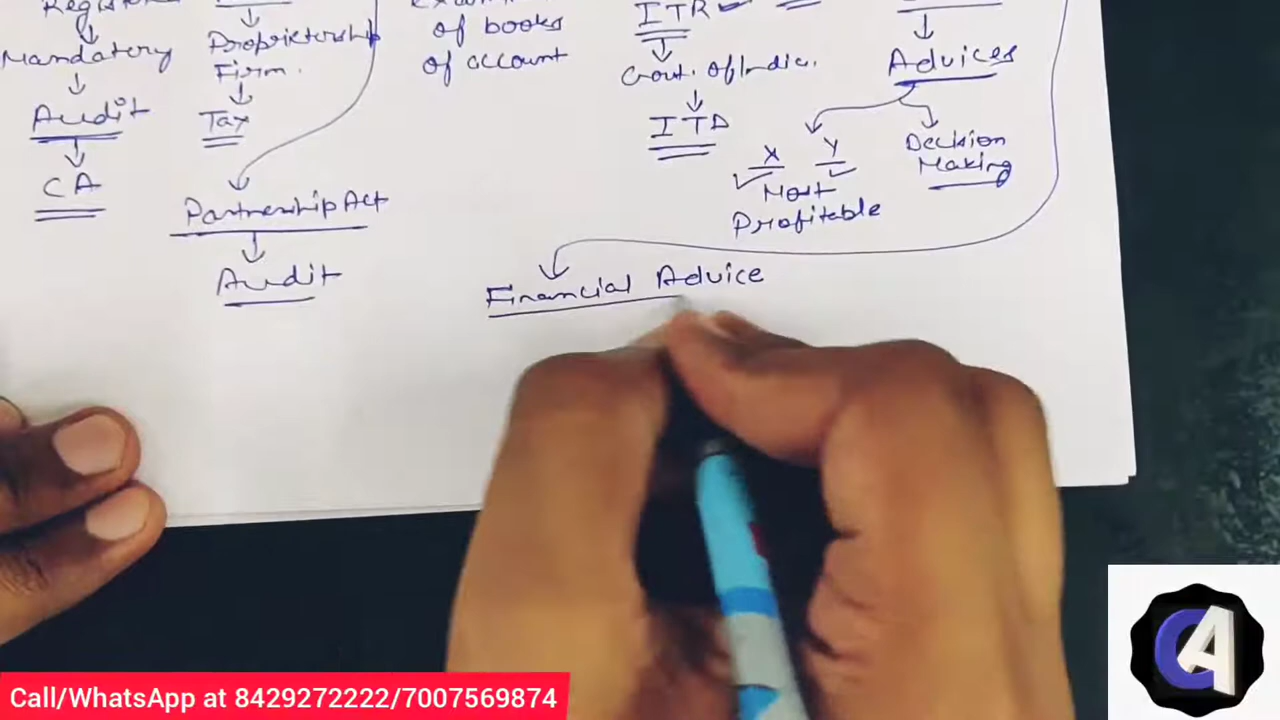 Mandatory
Audit
CA
Proprietorship
Firm.
Tax
Partnership Act
Audit
of books
of account
ITR
Govt. of India.
ITD
Advices
X Y
Most
Profitable
Decision
Making
Financial Advice
Call/WhatsApp at 8429272222/7007569874
CA